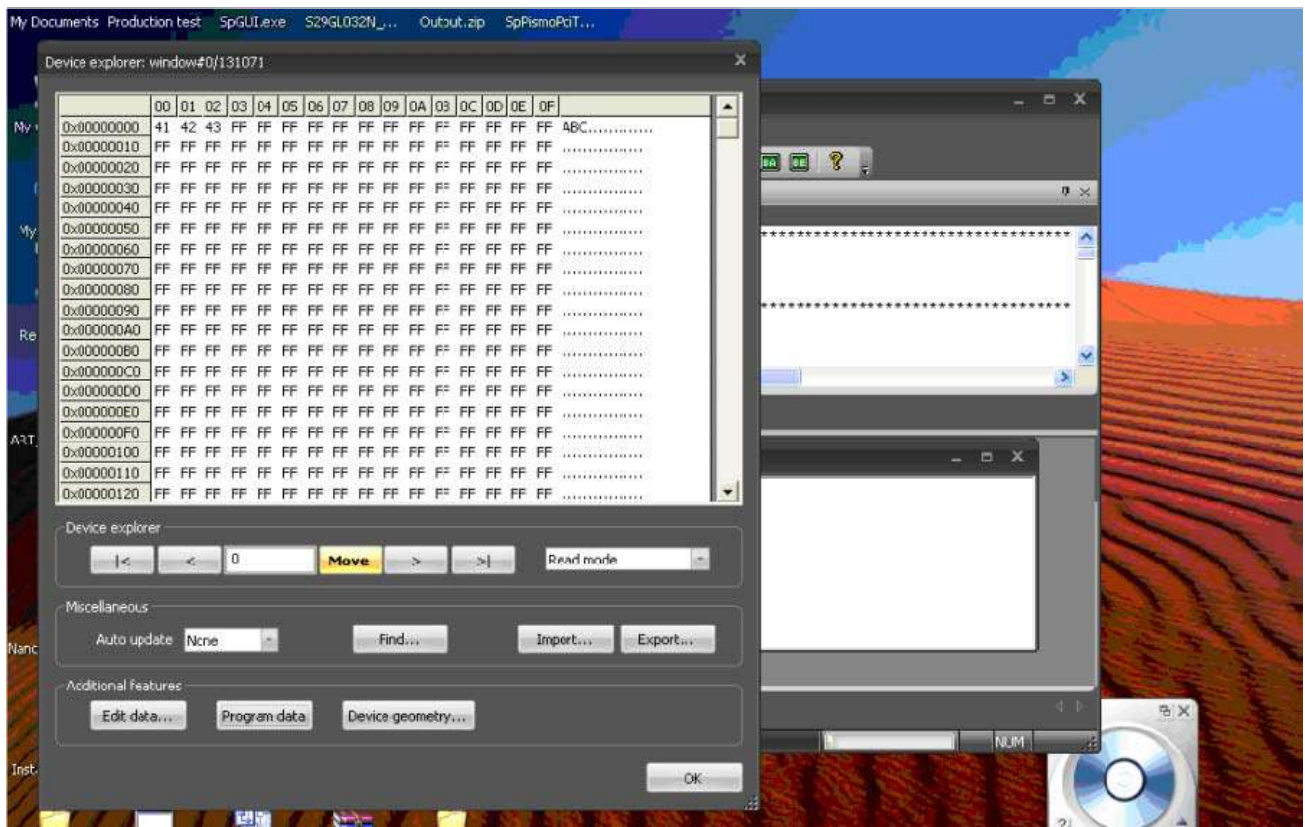 My Documents Production test SpGUI.exe S29GL032N_... Output.zip SpPismoPciT...
Device explorer: window#0/131071
00 01 02 03 04 05 06 07 08 09 0A 0B 0C 0D 0E 0F
0x00000000 41 42 43 FF FF FF FF FF FF FF FF FF FF FF FF FF ABC.............
0x00000010 FF FF FF FF FF FF FF FF FF FF FF FF FF FF FF FF ................
0x00000020 FF FF FF FF FF FF FF FF FF FF FF FF FF FF FF FF ................
0x00000030 FF FF FF FF FF FF FF FF FF FF FF FF FF FF FF FF ................
0x00000040 FF FF FF FF FF FF FF FF FF FF FF FF FF FF FF FF ................
0x00000050 FF FF FF FF FF FF FF FF FF FF FF FF FF FF FF FF ................
0x00000060 FF FF FF FF FF FF FF FF FF FF FF FF FF FF FF FF ................
0x00000070 FF FF FF FF FF FF FF FF FF FF FF FF FF FF FF FF ................
0x00000080 FF FF FF FF FF FF FF FF FF FF FF FF FF FF FF FF ................
0x00000090 FF FF FF FF FF FF FF FF FF FF FF FF FF FF FF FF ................
0x000000A0 FF FF FF FF FF FF FF FF FF FF FF FF FF FF FF FF ................
0x000000B0 FF FF FF FF FF FF FF FF FF FF FF FF FF FF FF FF ................
0x000000C0 FF FF FF FF FF FF FF FF FF FF FF FF FF FF FF FF ................
0x000000D0 FF FF FF FF FF FF FF FF FF FF FF FF FF FF FF FF ................
0x000000E0 FF FF FF FF FF FF FF FF FF FF FF FF FF FF FF FF ................
0x000000F0 FF FF FF FF FF FF FF FF FF FF FF FF FF FF FF FF ................
0x00000100 FF FF FF FF FF FF FF FF FF FF FF FF FF FF FF FF ................
0x00000110 FF FF FF FF FF FF FF FF FF FF FF FF FF FF FF FF ................
0x00000120 FF FF FF FF FF FF FF FF FF FF FF FF FF FF FF FF ................
Device explorer
|< < 0 Move > >| Read mode
Miscellaneous
Auto update None Find... Import... Export...
Additional features
Edit data... Program data Device geometry...
OK
My
My
Re
ART_
Nanc
Inst
NUM